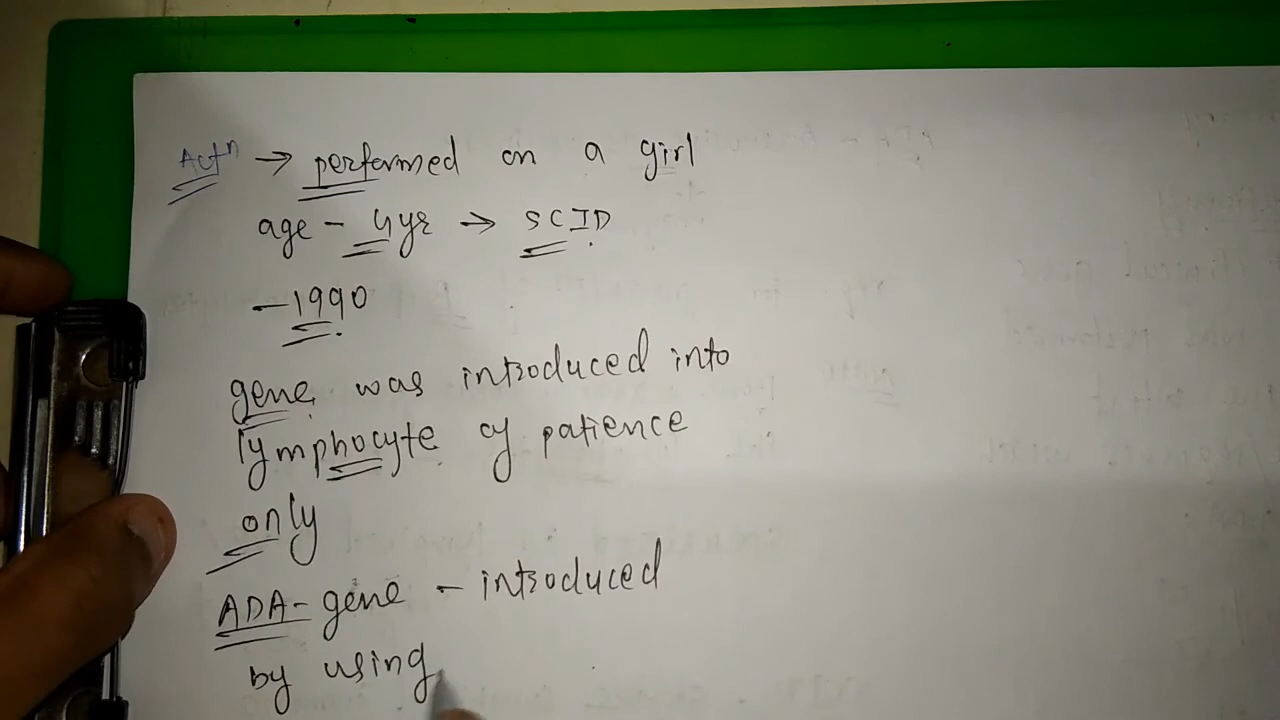 Actⁿ → performed on a girl
age - 4yr → SCID
- 1990
gene was introduced into
lymphocyte of patience
only
ADA - gene - introduced
by using